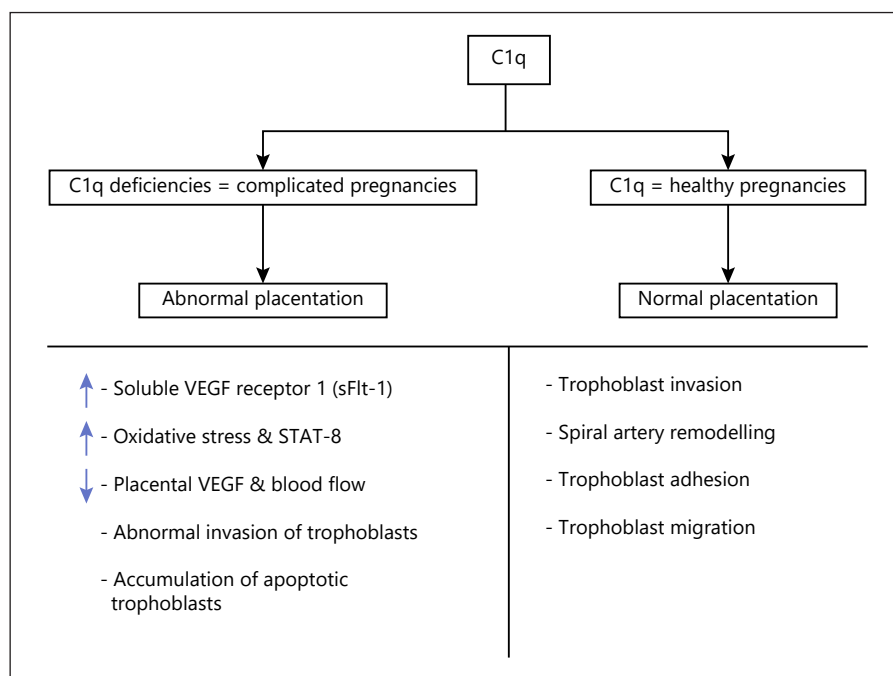 C1q
C1q deficiencies = complicated pregnancies
C1q = healthy pregnancies
Abnormal placentation
Normal placentation
- Soluble VEGF receptor 1 (sFlt-1)
- Oxidative stress & STAT-8
- Placental VEGF & blood flow
- Abnormal invasion of trophoblasts
- Accumulation of apoptotic
trophoblasts
- Trophoblast invasion
- Spiral artery remodelling
- Trophoblast adhesion
- Trophoblast migration